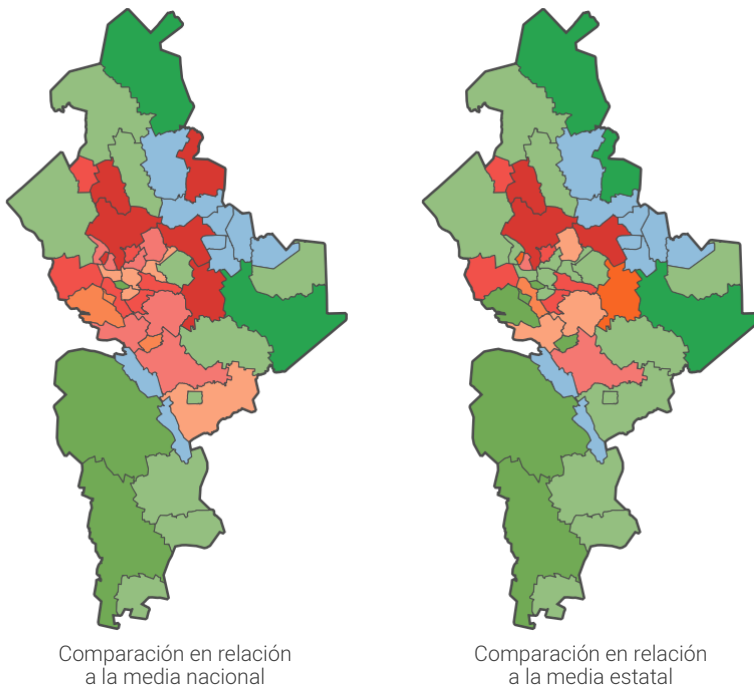 Comparación en relación
a la media nacional
Comparación en relación
a la media estatal